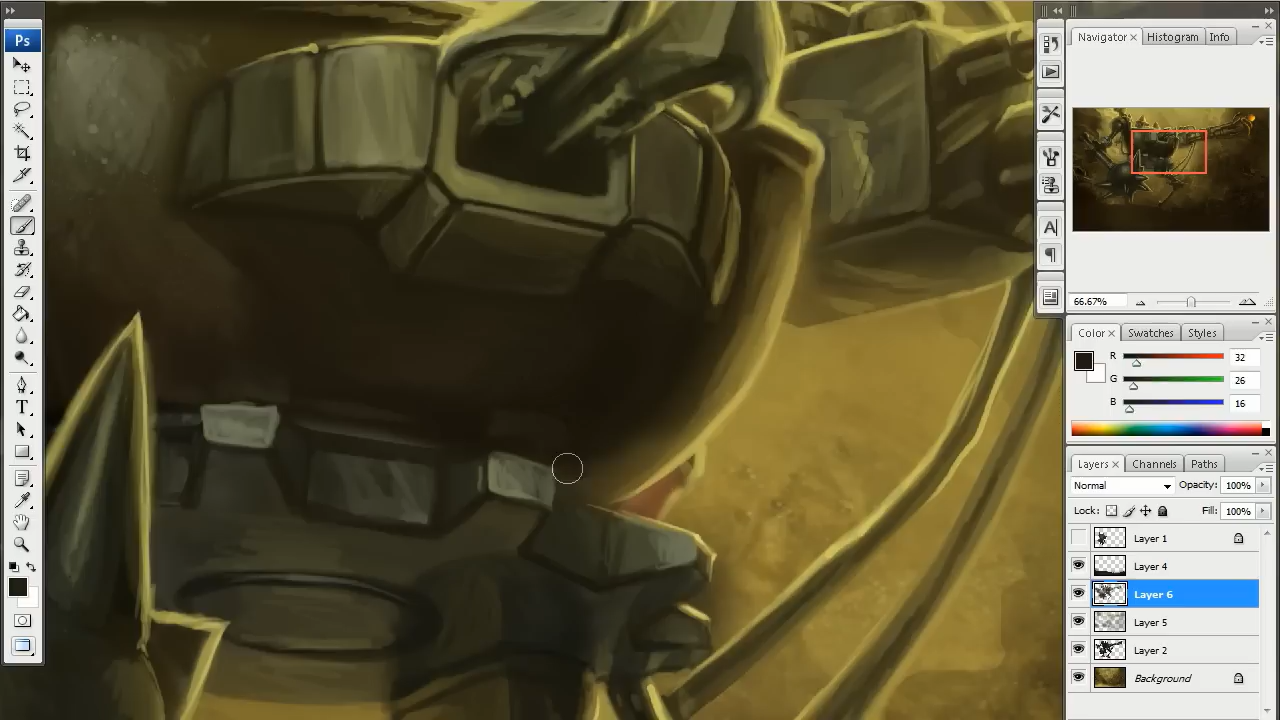 Ps
Navigator × Histogram Info
66.67%
Color × Swatches Styles
R 32
G 26
B 16
T
A
Layers × Channels Paths
Normal Opacity: 100%
Lock: Fill: 100%
Layer 1
Layer 4
Layer 6
Layer 5
Layer 2
Background